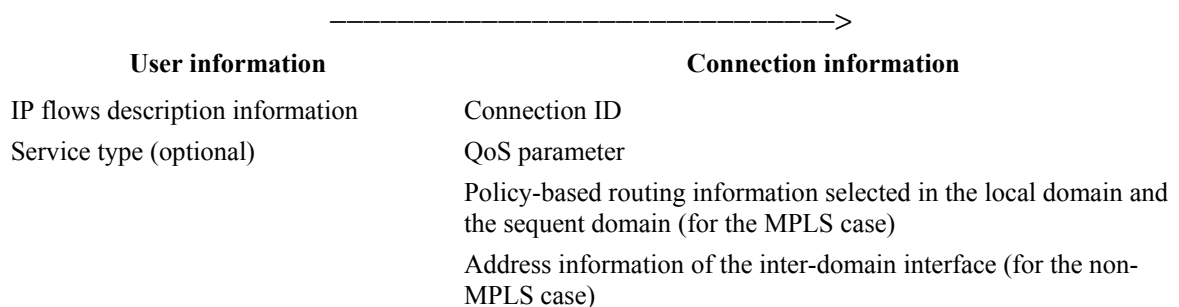 User information Connection information
IP flows description information Connection ID
Service type (optional) QoS parameter
Policy-based routing information selected in the local domain and
the sequent domain (for the MPLS case)
Address information of the inter-domain interface (for the non-
MPLS case)